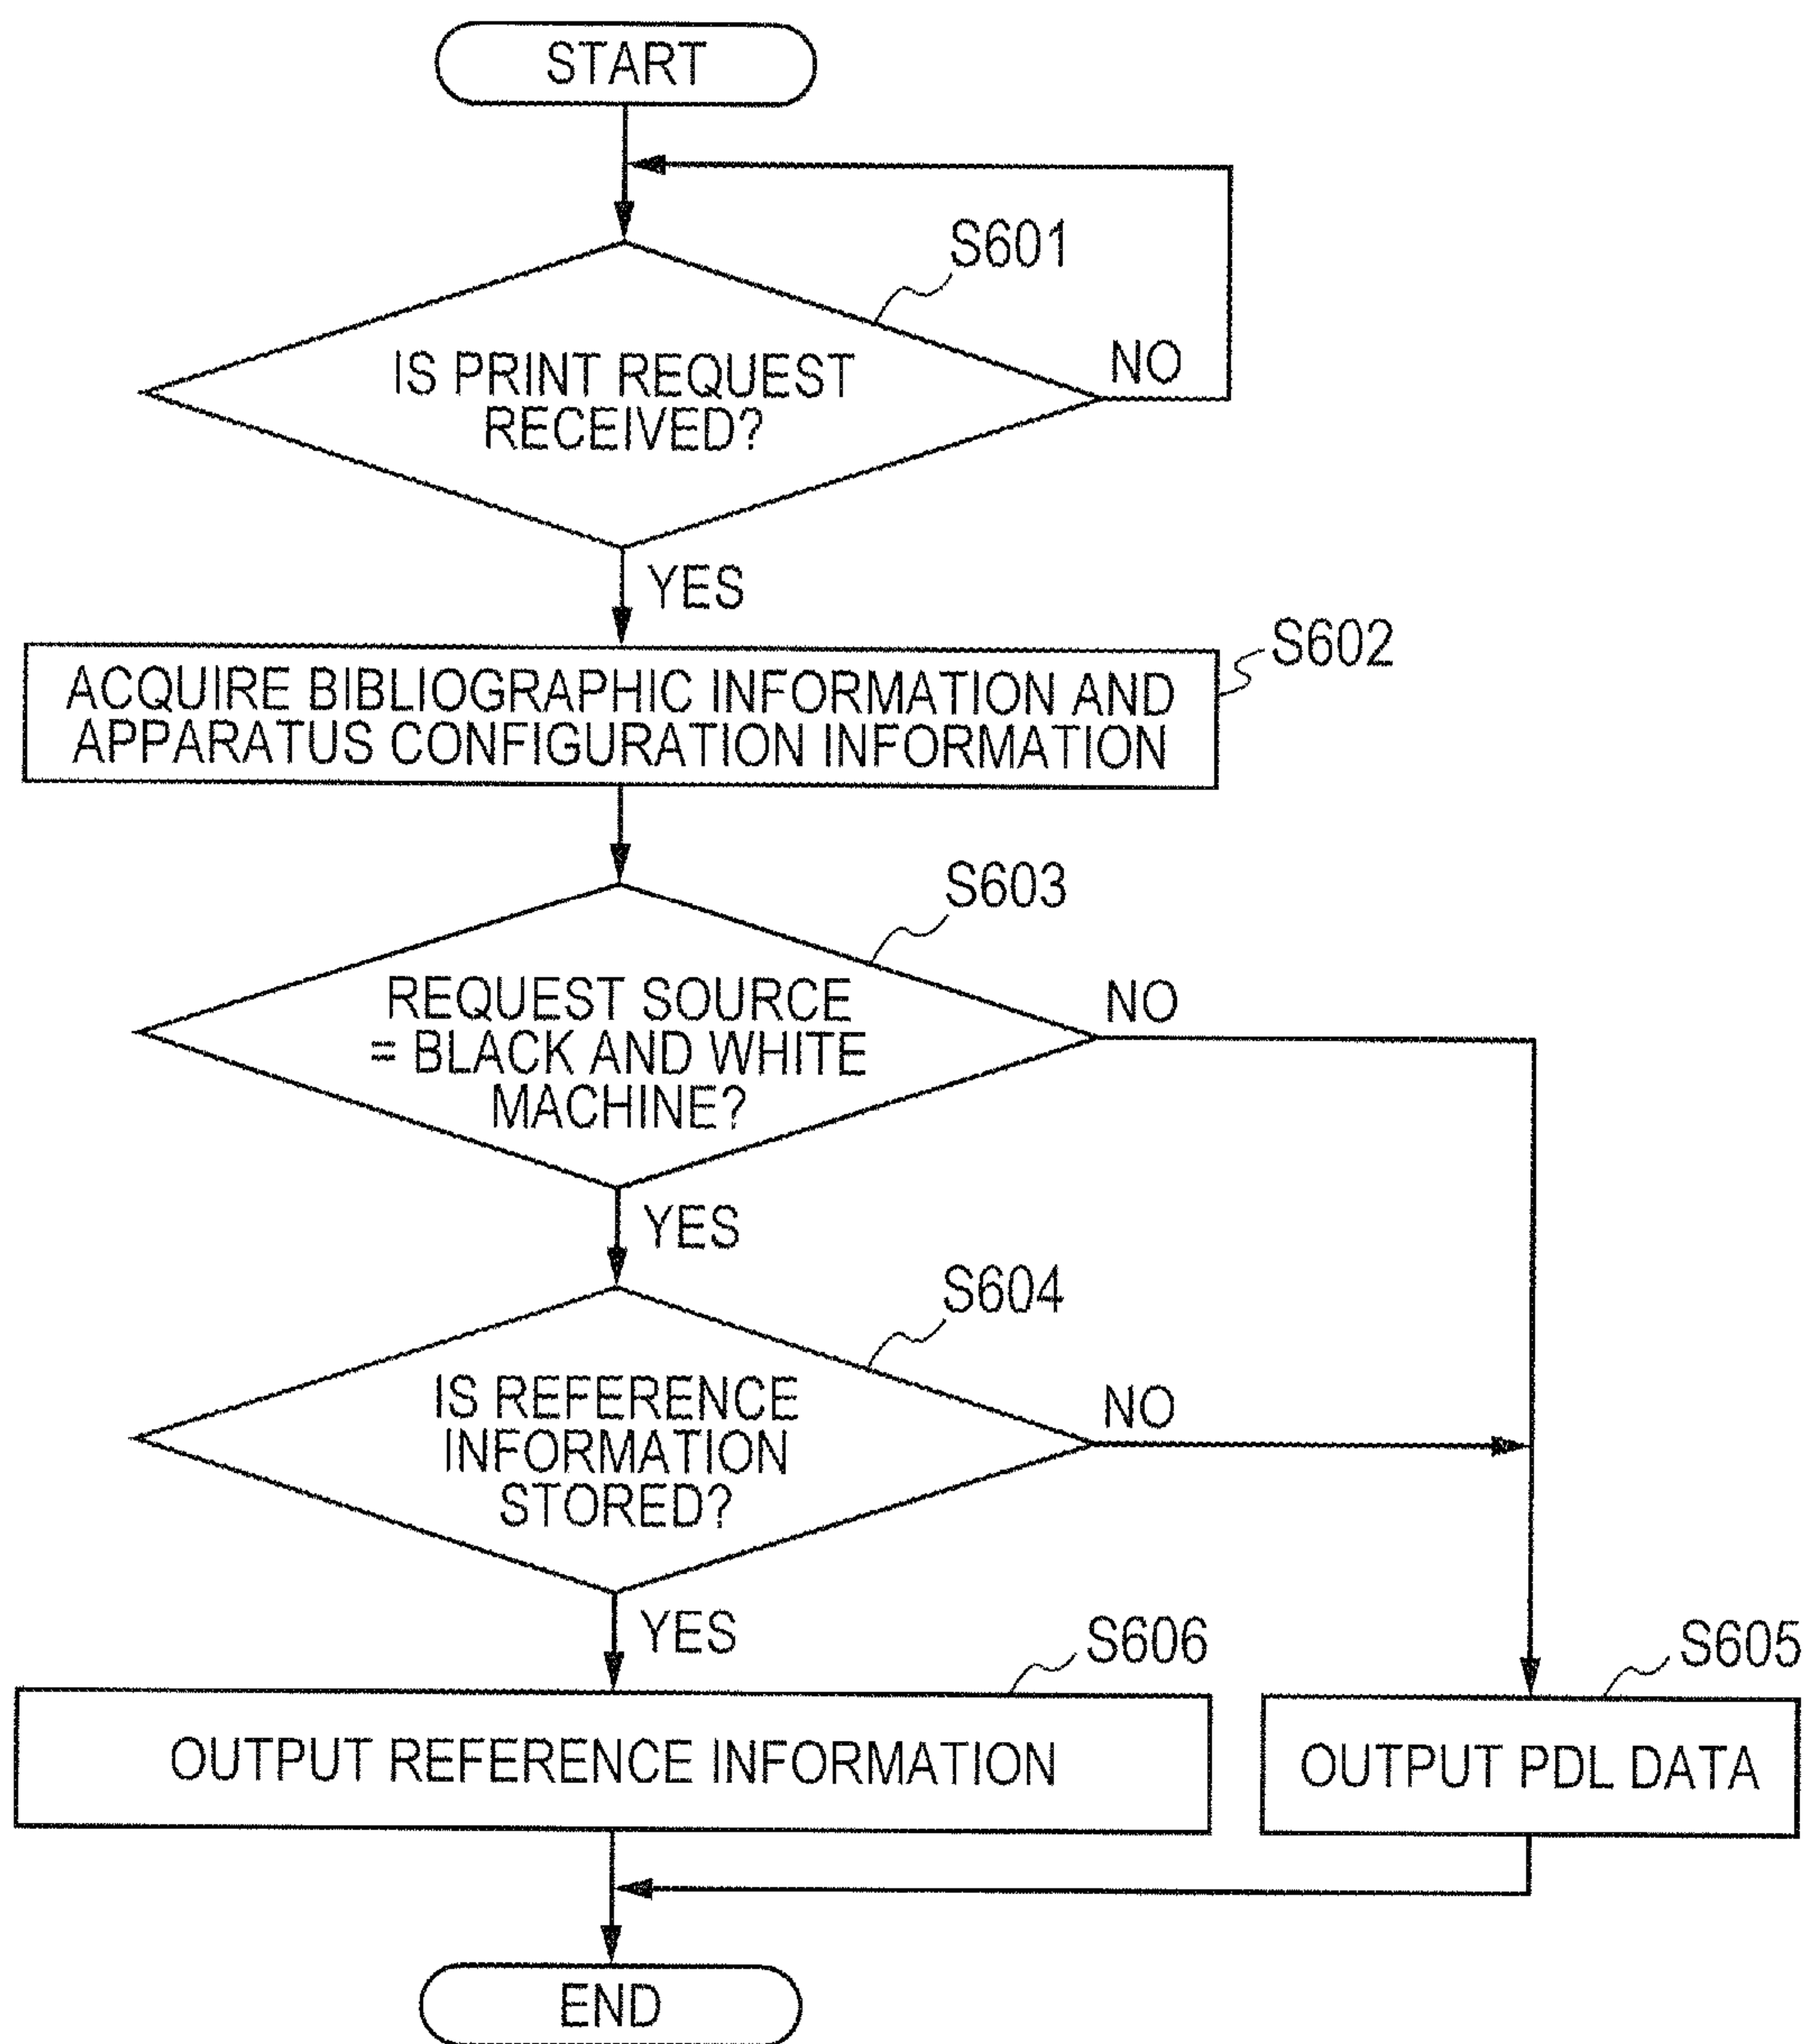 START
S601
IS PRINT REQUEST
RECEIVED?
NO
YES
S602
ACQUIRE BIBLIOGRAPHIC INFORMATION AND
APPARATUS CONFIGURATION INFORMATION
S603
REQUEST SOURCE
= BLACK AND WHITE
MACHINE?
NO
YES
S604
IS REFERENCE
INFORMATION
STORED?
NO
YES
S606
OUTPUT REFERENCE INFORMATION
S605
OUTPUT PDL DATA
END